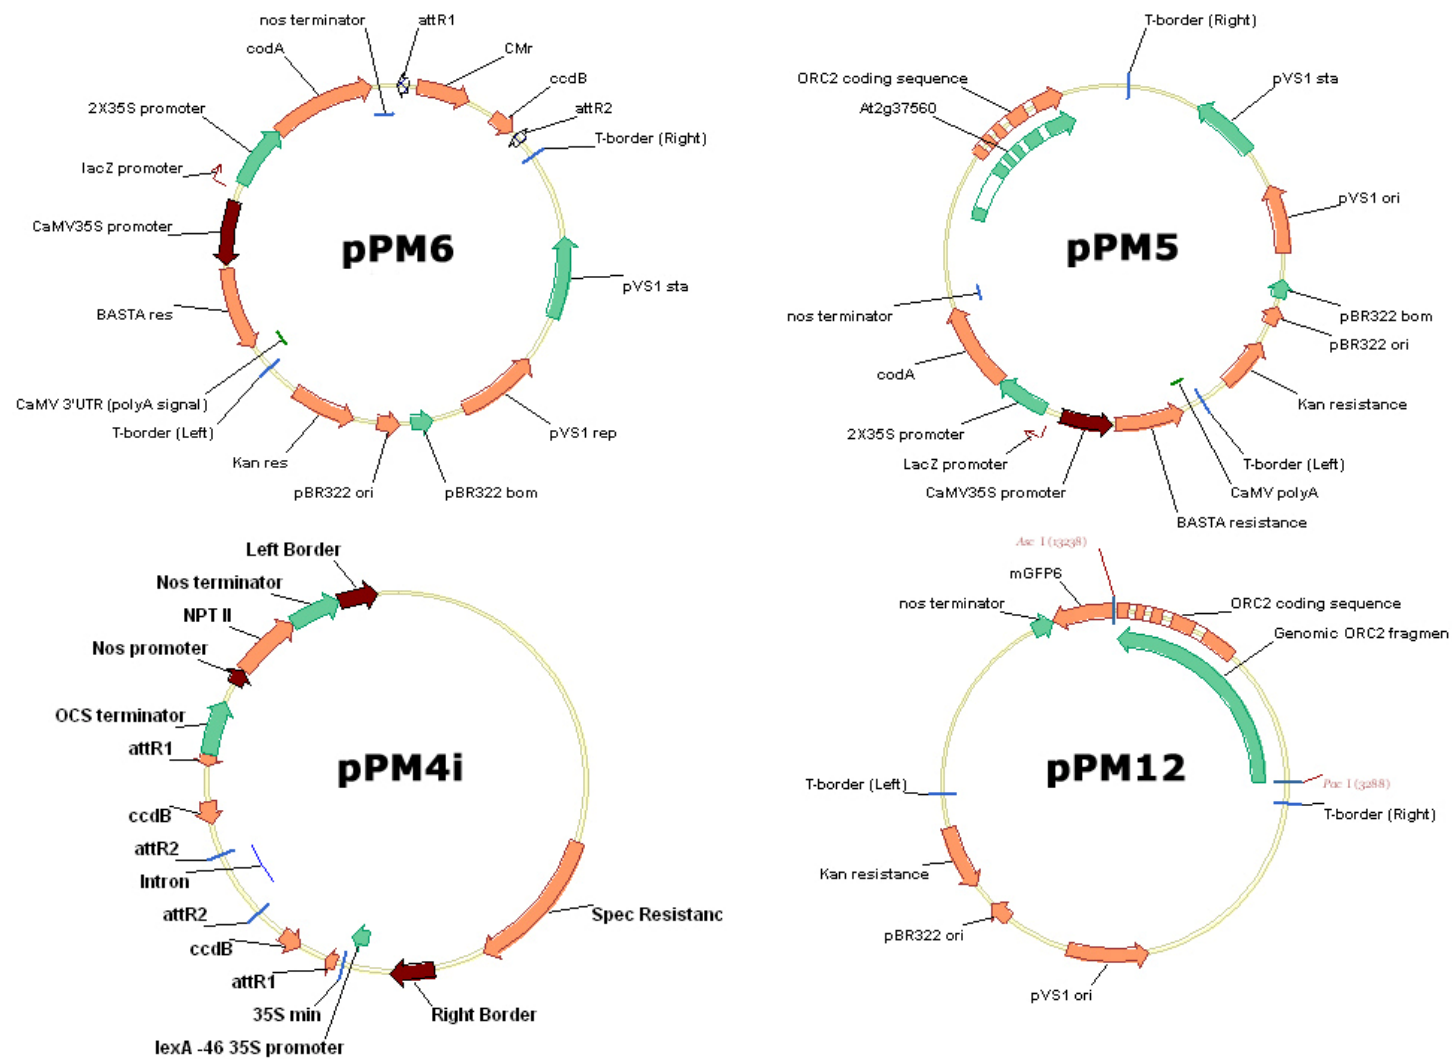 nos terminator
attR1
codA
CMr
ccdB
2X35S promoter
attR2
T-border (Right)
lacZ promoter
CaMV35S promoter
pPM6
pVS1 sta
BASTA res
CaMV 3'UTR (polyA signal)
T-border (Left)
Kan res
pVS1 rep
pBR322 ori
pBR322 bom
T-border (Right)
ORC2 coding sequence
pVS1 sta
At2g37560
pVS1 ori
pPM5
nos terminator
pBR322 bom
pBR322 ori
codA
Kan resistance
2X35S promoter
LacZ promoter
T-border (Left)
CaMV35S promoter
CaMV polyA
BASTA resistance
Left Border
Nos terminator
NPT II
Nos promoter
OCS terminator
attR1
pPM4i
ccdB
attR2
Intron
attR2
Spec Resistanc
ccdB
attR1
35S min
Right Border
lexA -46 35S promoter
Asc I (13238)
mGFP6
nos terminator
ORC2 coding sequence
Genomic ORC2 fragmen
pPM12
T-border (Left)
Pac I (3288)
T-border (Right)
Kan resistance
pBR322 ori
pVS1 ori